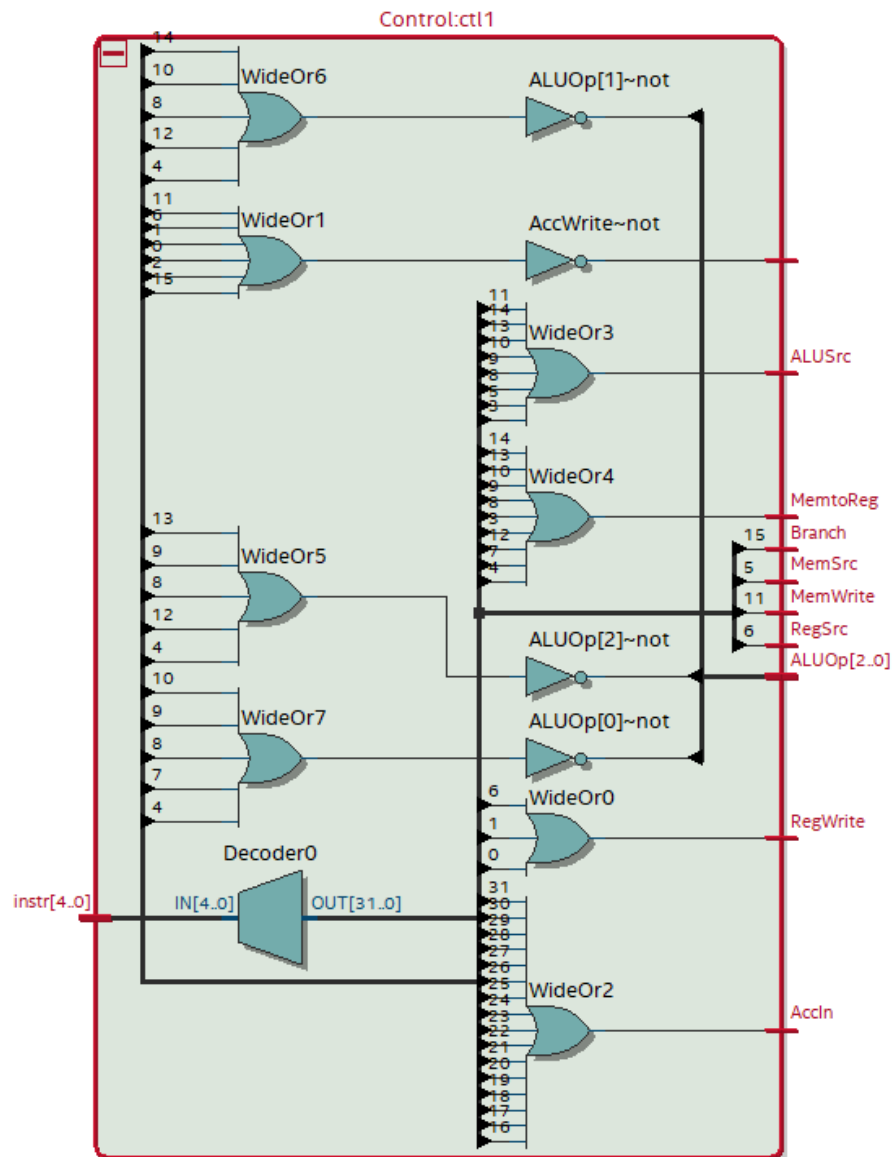 Control:ctl1
14
10
8
12
4
WideOr6
ALUOp[1]~not
11
6
1
0
2
15
WideOr1
AccWrite~not
11
14
13
10
9
8
5
3
WideOr3
ALUSrc
14
13
10
9
8
3
12
7
4
WideOr4
MemtoReg
15
Branch
5
MemSrc
11
MemWrite
6
RegSrc
ALUOp[2..0]
13
9
8
12
4
WideOr5
ALUOp[2]~not
10
9
8
7
4
WideOr7
ALUOp[0]~not
6
1
0
WideOr0
RegWrite
Decoder0
instr[4..0]
IN[4..0]
OUT[31..0]
31
30
29
28
27
26
25
24
23
22
21
20
19
18
17
16
WideOr2
AccIn